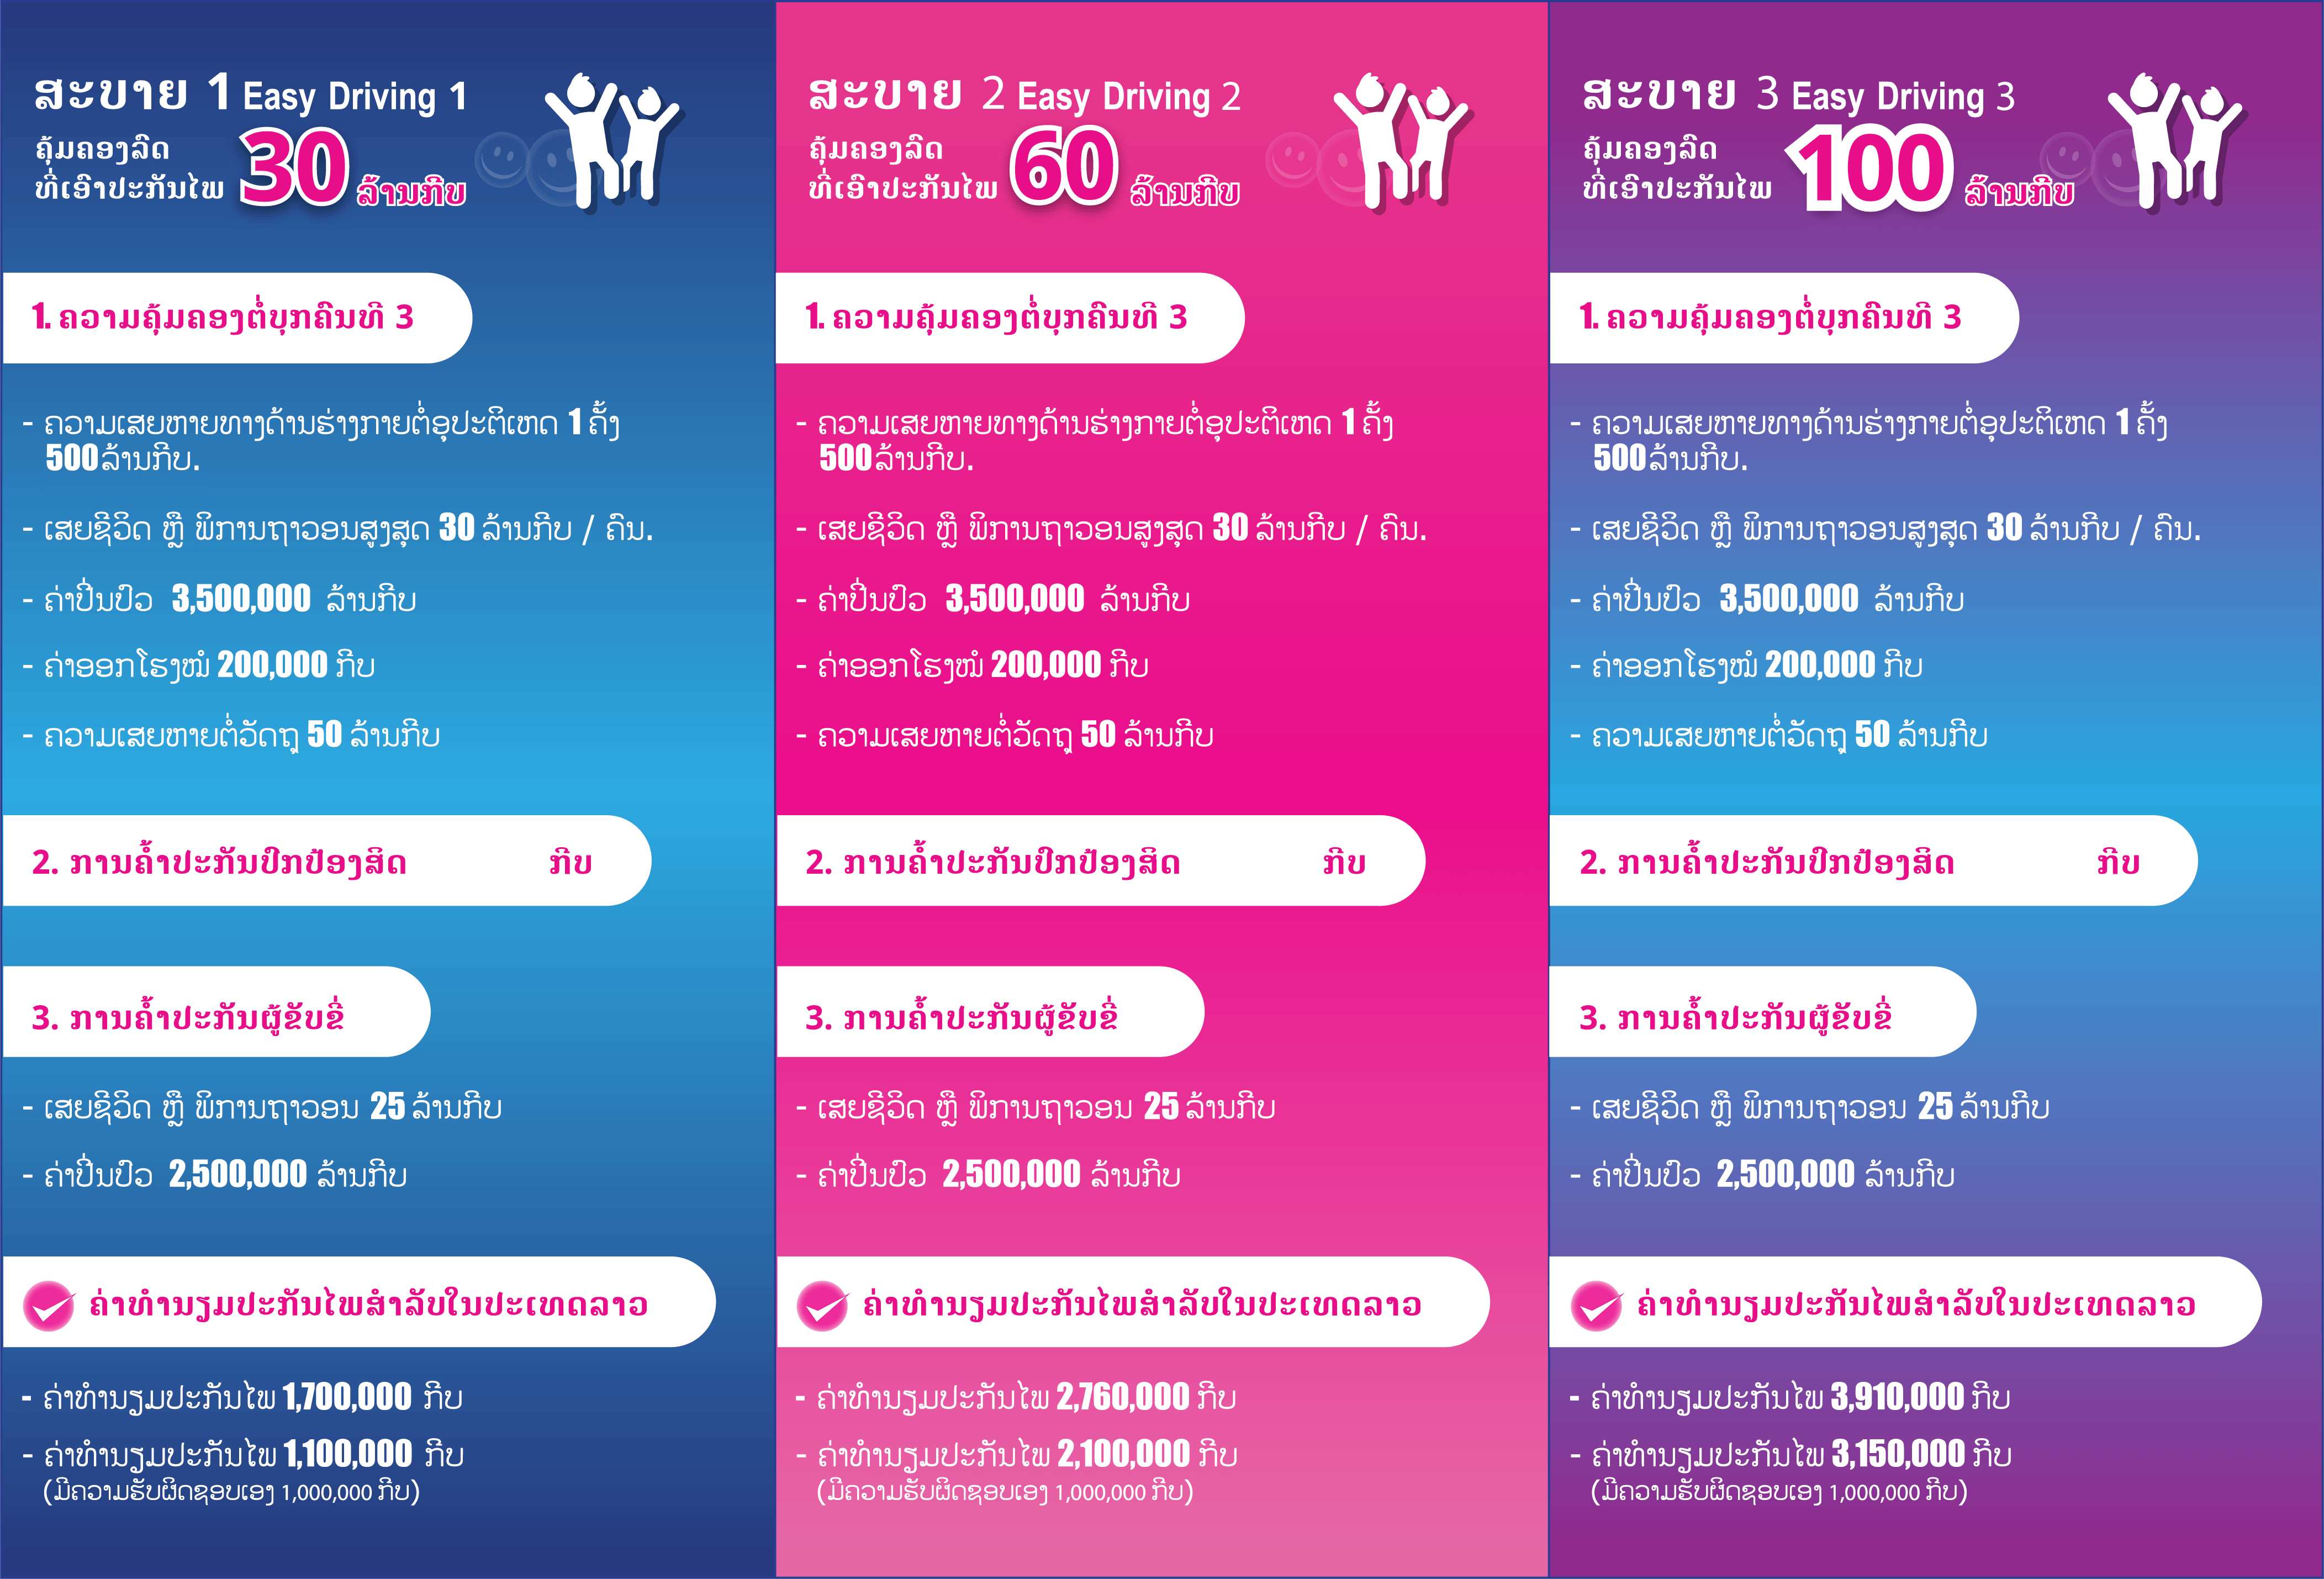 ສະບາຍ 1 Easy Driving 1
ຄຸ້ມຄອງລົດ
ທີ່ເອົາປະກັນໄພ 30 ລ້ານກີບ
1. ຄວາມຄຸ້ມຄອງຕໍ່ບຸກຄົນທີ 3
- ຄວາມເສຍຫາຍທາງດ້ານຮ່າງກາຍຕໍ່ອຸປະຕິເຫດ 1 ຄັ້ງ
500 ລ້ານກີບ.
- ເສຍຊີວິດ ຫຼື ພິການຖາວອນສູງສຸດ 30 ລ້ານກີບ / ຄົນ.
- ຄ່າປິ່ນປົວ 3,500,000 ລ້ານກີບ
- ຄ່າອອກໂຮງໝໍ 200,000 ກີບ
- ຄວາມເສຍຫາຍຕໍ່ວັດຖຸ 50 ລ້ານກີບ
2. ການຄ້ຳປະກັນປົກປ້ອງສິດ ກີບ
3. ການຄ້ຳປະກັນຜູ້ຂັບຂີ່
- ເສຍຊີວິດ ຫຼື ພິການຖາວອນ 25 ລ້ານກີບ
- ຄ່າປິ່ນປົວ 2,500,000 ລ້ານກີບ
ຄ່າທຳນຽມປະກັນໄພສຳລັບໃນປະເທດລາວ
- ຄ່າທຳນຽມປະກັນໄພ 1,700,000 ກີບ
- ຄ່າທຳນຽມປະກັນໄພ 1,100,000 ກີບ
(ມີຄວາມຮັບຜິດຊອບເອງ 1,000,000 ກີບ)
ສະບາຍ 2 Easy Driving 2
ຄຸ້ມຄອງລົດ
ທີ່ເອົາປະກັນໄພ 60 ລ້ານກີບ
1. ຄວາມຄຸ້ມຄອງຕໍ່ບຸກຄົນທີ 3
- ຄວາມເສຍຫາຍທາງດ້ານຮ່າງກາຍຕໍ່ອຸປະຕິເຫດ 1 ຄັ້ງ
500 ລ້ານກີບ.
- ເສຍຊີວິດ ຫຼື ພິການຖາວອນສູງສຸດ 30 ລ້ານກີບ / ຄົນ.
- ຄ່າປິ່ນປົວ 3,500,000 ລ້ານກີບ
- ຄ່າອອກໂຮງໝໍ 200,000 ກີບ
- ຄວາມເສຍຫາຍຕໍ່ວັດຖຸ 50 ລ້ານກີບ
2. ການຄ້ຳປະກັນປົກປ້ອງສິດ ກີບ
3. ການຄ້ຳປະກັນຜູ້ຂັບຂີ່
- ເສຍຊີວິດ ຫຼື ພິການຖາວອນ 25 ລ້ານກີບ
- ຄ່າປິ່ນປົວ 2,500,000 ລ້ານກີບ
ຄ່າທຳນຽມປະກັນໄພສຳລັບໃນປະເທດລາວ
- ຄ່າທຳນຽມປະກັນໄພ 2,760,000 ກີບ
- ຄ່າທຳນຽມປະກັນໄພ 2,100,000 ກີບ
(ມີຄວາມຮັບຜິດຊອບເອງ 1,000,000 ກີບ)
ສະບາຍ 3 Easy Driving 3
ຄຸ້ມຄອງລົດ
ທີ່ເອົາປະກັນໄພ 100 ລ້ານກີບ
1. ຄວາມຄຸ້ມຄອງຕໍ່ບຸກຄົນທີ 3
- ຄວາມເສຍຫາຍທາງດ້ານຮ່າງກາຍຕໍ່ອຸປະຕິເຫດ 1 ຄັ້ງ
500 ລ້ານກີບ.
- ເສຍຊີວິດ ຫຼື ພິການຖາວອນສູງສຸດ 30 ລ້ານກີບ / ຄົນ.
- ຄ່າປິ່ນປົວ 3,500,000 ລ້ານກີບ
- ຄ່າອອກໂຮງໝໍ 200,000 ກີບ
- ຄວາມເສຍຫາຍຕໍ່ວັດຖຸ 50 ລ້ານກີບ
2. ການຄ້ຳປະກັນປົກປ້ອງສິດ ກີບ
3. ການຄ້ຳປະກັນຜູ້ຂັບຂີ່
- ເສຍຊີວິດ ຫຼື ພິການຖາວອນ 25 ລ້ານກີບ
- ຄ່າປິ່ນປົວ 2,500,000 ລ້ານກີບ
ຄ່າທຳນຽມປະກັນໄພສຳລັບໃນປະເທດລາວ
- ຄ່າທຳນຽມປະກັນໄພ 3,910,000 ກີບ
- ຄ່າທຳນຽມປະກັນໄພ 3,150,000 ກີບ
(ມີຄວາມຮັບຜິດຊອບເອງ 1,000,000 ກີບ)